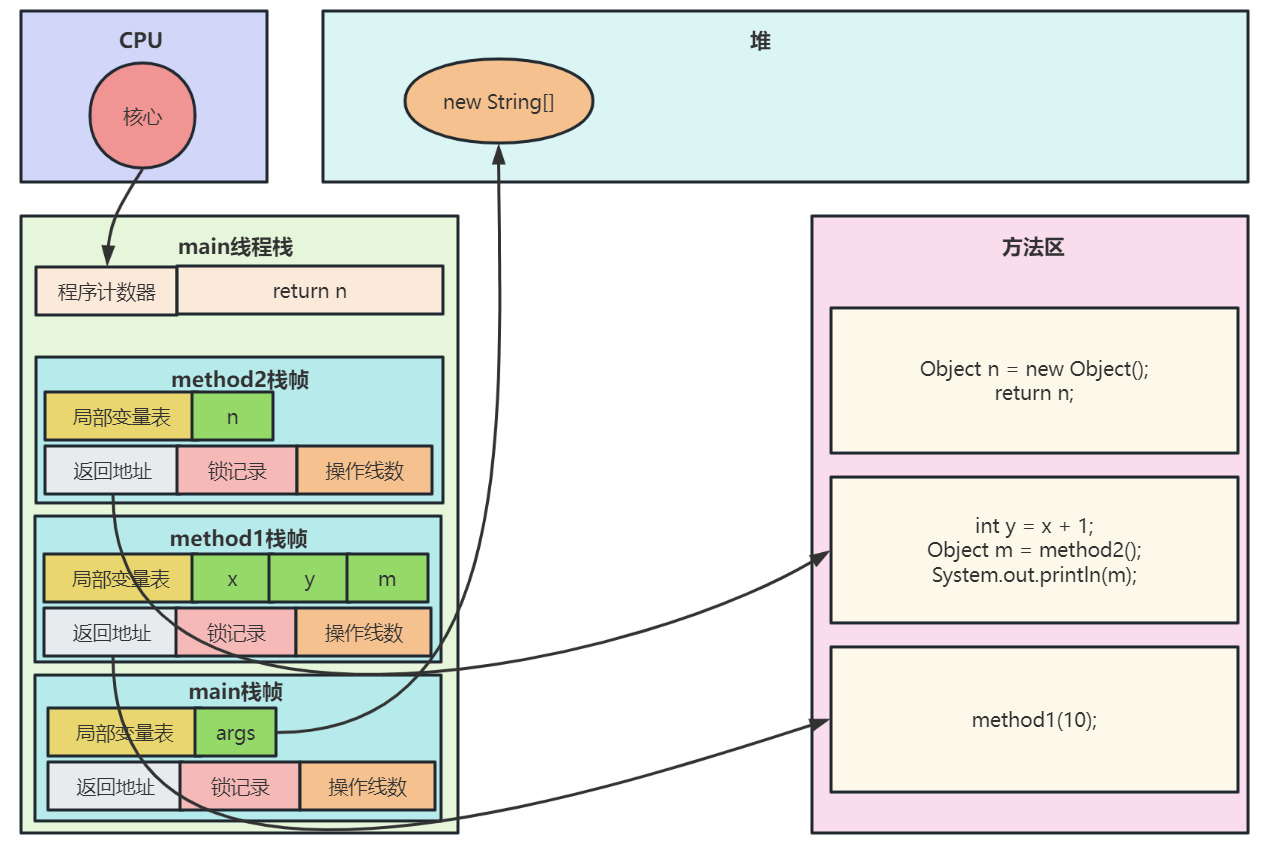 CPU
核心
堆
new String[]
main线程栈
程序计数器
return n
method2栈帧
局部变量表
n
返回地址
锁记录
操作线数
method1栈帧
局部变量表
x
y
m
返回地址
锁记录
操作线数
main栈帧
局部变量表
args
返回地址
锁记录
操作线数
方法区
Object n = new Object();
return n;
int y = x + 1;
Object m = method2();
System.out.println(m);
method1(10);